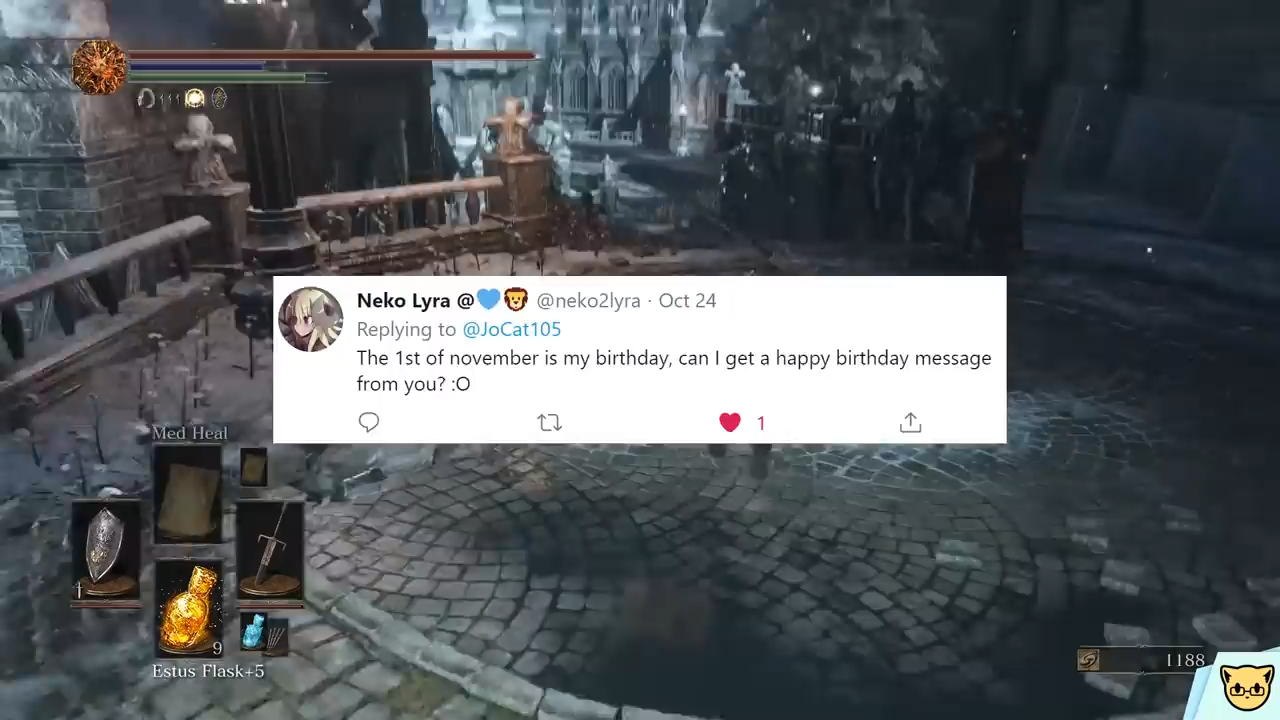 Neko Lyra @💙🦁 @neko2lyra · Oct 24
Replying to @JoCat105
The 1st of november is my birthday, can I get a happy birthday message
from you? :O
1
Med Heal
9
Estus Flask+5
1188